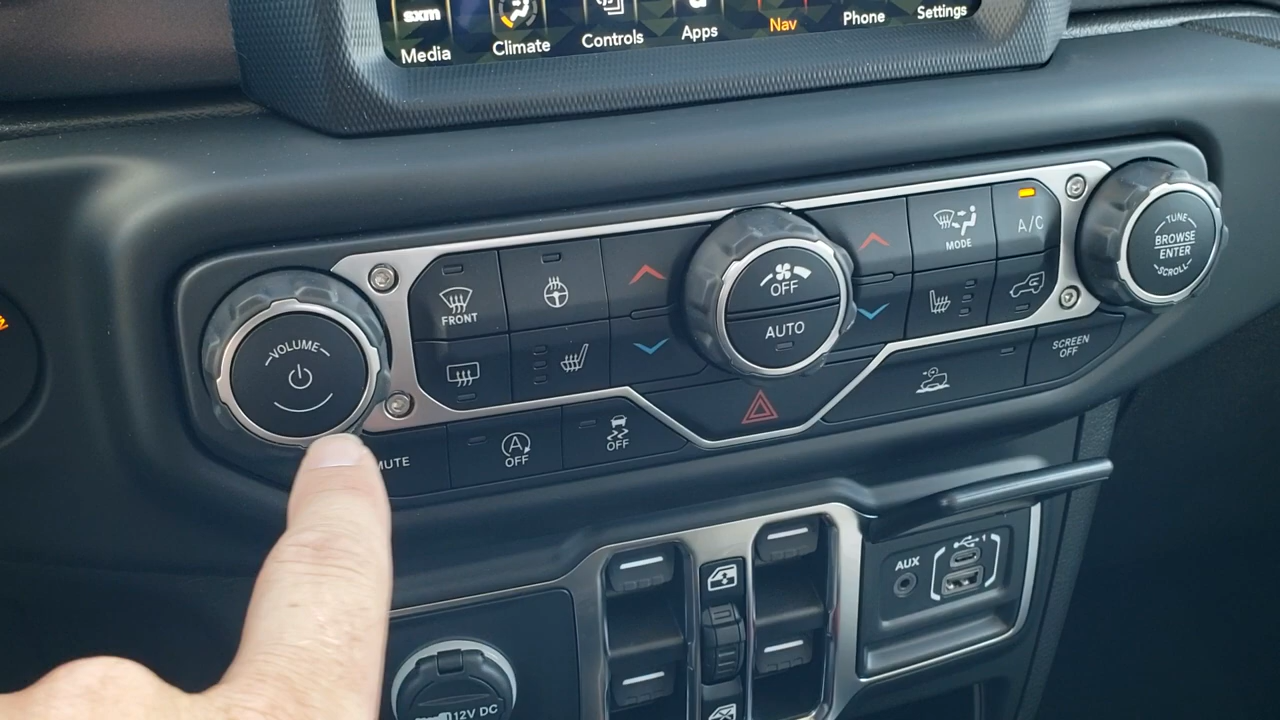 sxm
Media
Climate
Controls
Apps
Nav
Phone
Settings
VOLUME
FRONT
OFF
AUTO
MODE
A/C
TUNE
BROWSE
ENTER
SCROLL
MUTE
A
OFF
OFF
SCREEN
OFF
AUX
12V DC